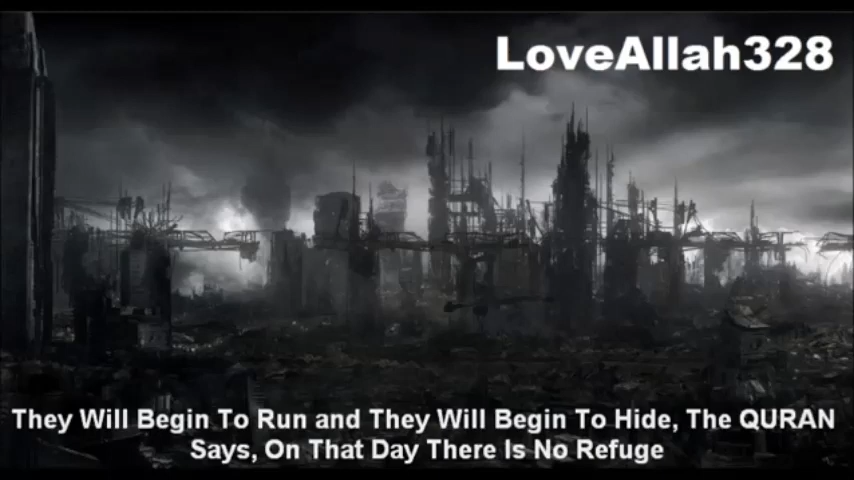 LoveAllah328
They Will Begin To Run and They Will Begin To Hide, The QURAN
Says, On That Day There Is No Refuge